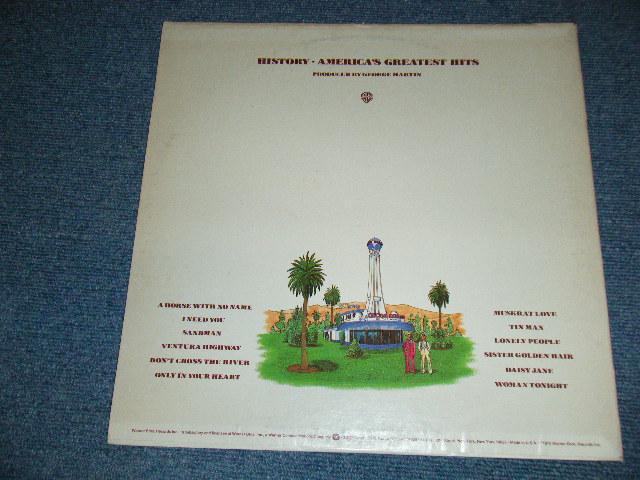 HISTORY · AMERICA'S GREATEST HITS
PRODUCED BY GEORGE MARTIN
A HORSE WITH NO NAME
I NEED YOU
SANDMAN
VENTURA HIGHWAY
DON'T CROSS THE RIVER
ONLY IN YOUR HEART
MUSKRAT LOVE
TIN MAN
LONELY PEOPLE
SISTER GOLDEN HAIR
DAISY JANE
WOMAN TONIGHT